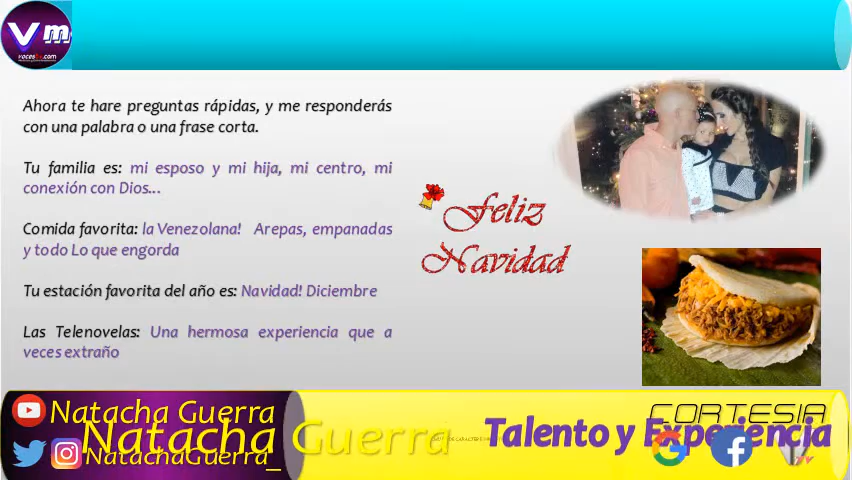 Vm
vocestv.com
Ahora te hare preguntas rápidas, y me responderás
con una palabra o una frase corta.
Tu familia es: mi esposo y mi hija, mi centro, mi
conexión con Dios...
Comida favorita: la Venezolana! Arepas, empanadas
y todo Lo que engorda
Tu estación favorita del año es: Navidad! Diciembre
Las Telenovelas: Una hermosa experiencia que a
veces extraño
Feliz
Navidad
Natacha Guerra
Natacha Guerra
NatachaGuerra_
CORTESIA
Talento y Experiencia